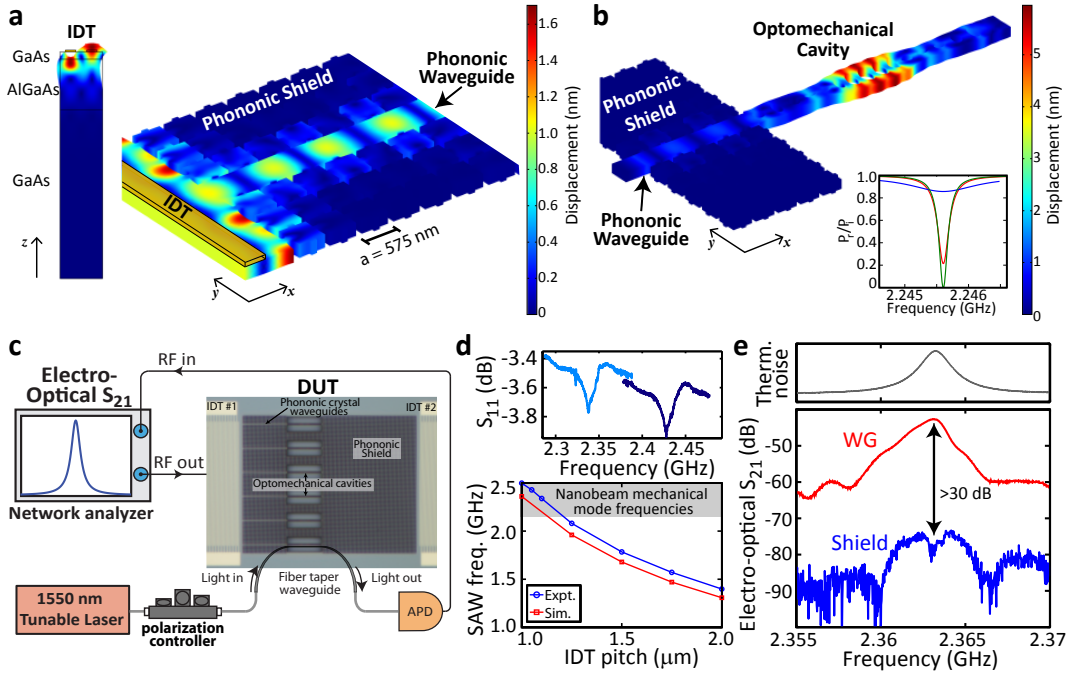 a
IDT
GaAs
AlGaAs
GaAs
z
IDT
Phononic Shield
Phononic
Waveguide
a = 575 nm
y
x
1.6
1.4
1.2
1.0
0.8
0.6
0.4
0.2
0
Displacement (nm)
b
Optomechanical
Cavity
Phononic
Shield
Phononic
Waveguide
y
x
5
4
3
2
1
0
Displacement (nm)
1.0
0.8
0.6
0.4
0.2
0
Pr/Pi
2.245
2.246
Frequency (GHz)
c
RF in
Electro-
Optical S21
RF out
Network analyzer
DUT
IDT #1
IDT #2
Phononic crystal
waveguides
Phononic
Shield
Optomechanical cavities
Light in
Fiber taper
waveguide
Light out
1550 nm
Tunable Laser
polarization
controller
APD
d
-3.4
-3.6
-3.8
S11 (dB)
2.3
2.35
2.4
2.45
Frequency (GHz)
2.5
2.0
1.5
1.0
SAW freq. (GHz)
Nanobeam mechanical
mode frequencies
Expt.
Sim.
1.0
1.5
2.0
IDT pitch (μm)
e
Therm.
noise
-50
-60
-70
-80
-90
Electro-optical S21 (dB)
WG
>30 dB
Shield
2.355
2.36
2.365
2.37
Frequency (GHz)